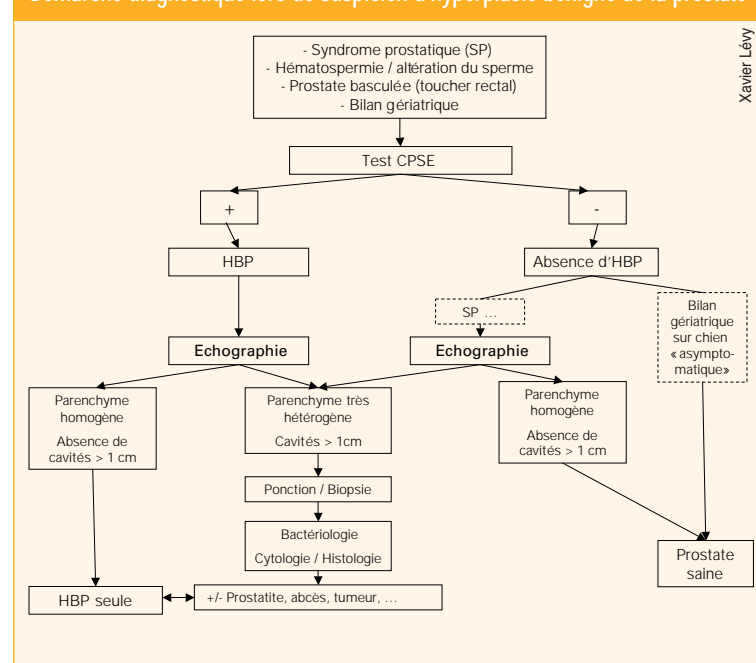 Démarche diagnostique lors de suspicion d'hyperplasie bénigne de la prostate
Xavier Lévy
- Syndrome prostatique (SP)
- Hématospermie / altération du sperme
- Prostate basculée (toucher rectal)
- Bilan gériatrique
Test CPSE
+
-
HBP
Absence d'HBP
SP ...
Bilan
gériatrique
sur chien
« asympto-
matique»
Echographie
Echographie
Parenchyme
homogène
Absence de
cavités > 1 cm
Parenchyme très
hétérogène
Cavités > 1cm
Parenchyme
homogène
Absence de
cavités > 1 cm
Ponction / Biopsie
Bactériologie
Cytologie / Histologie
Prostate
saine
HBP seule
+/- Prostatite, abcès, tumeur, ...